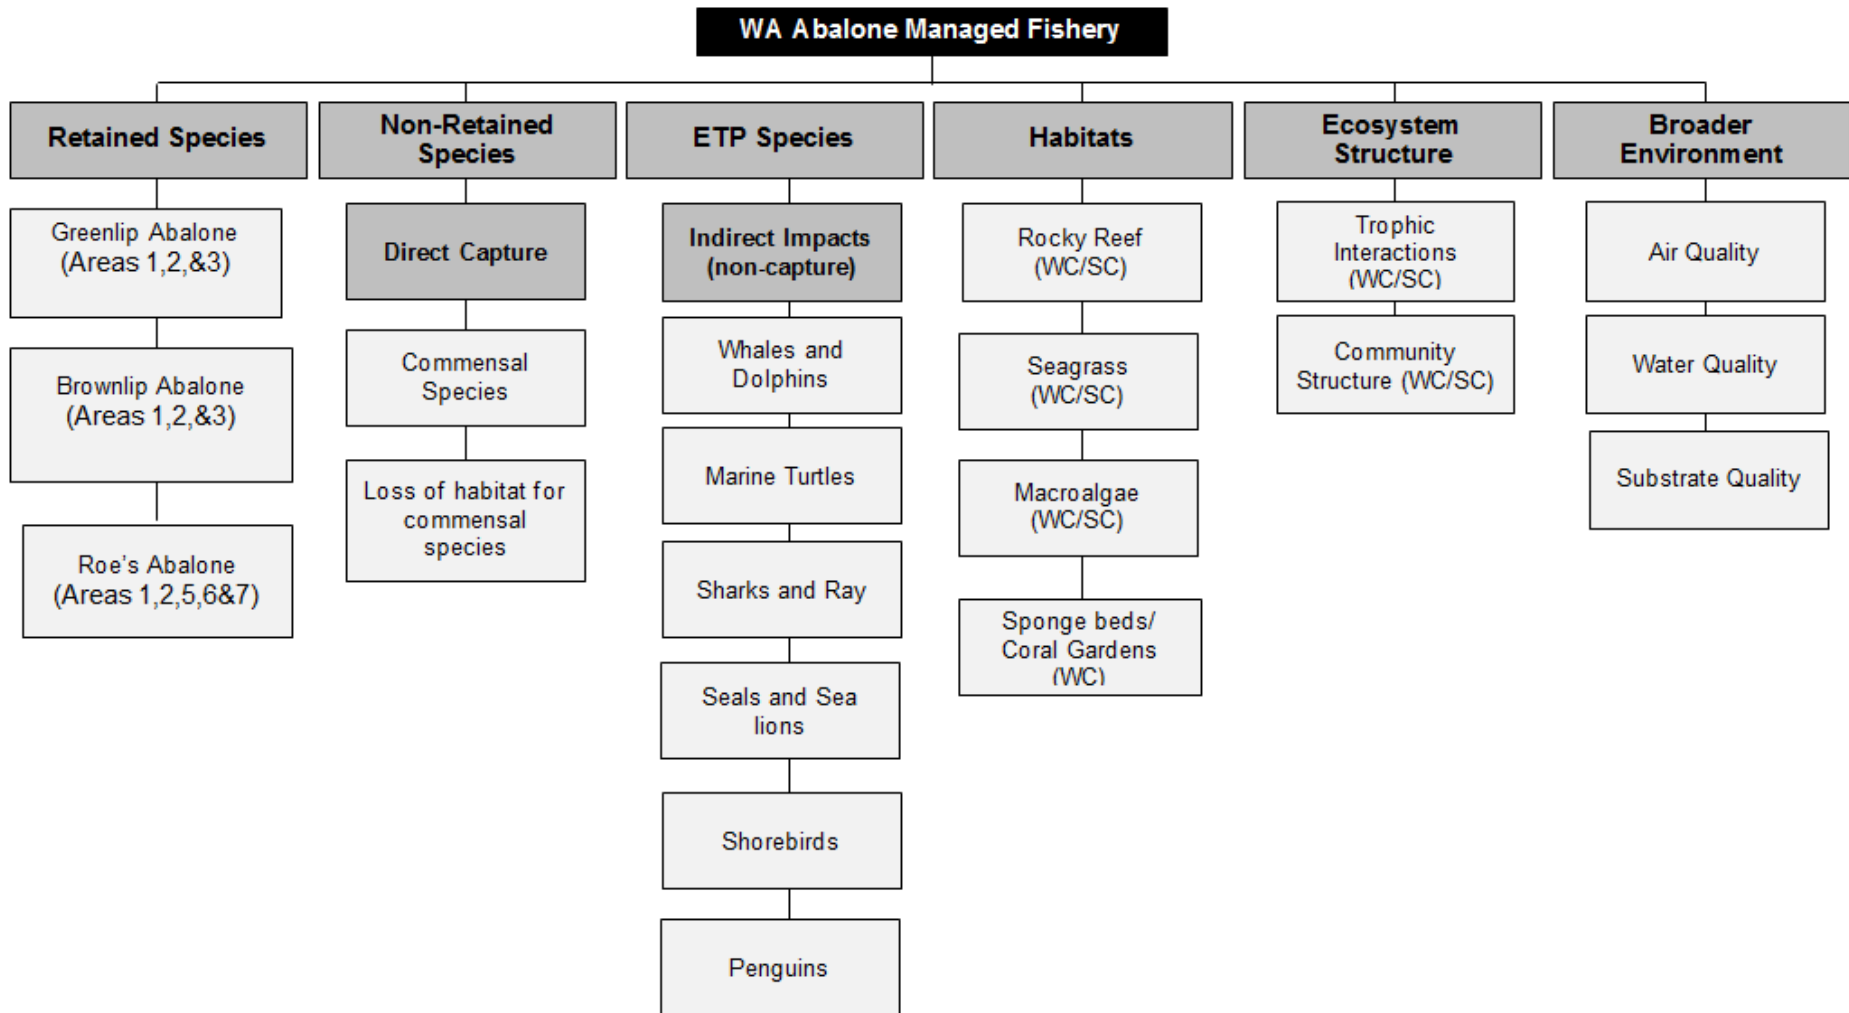 WA Abalone Managed Fishery
Retained Species
Greenlip Abalone
(Areas 1,2,&3)
Brownlip Abalone
(Areas 1,2,&3)
Roe's Abalone
(Areas 1,2,5,6&7)
Non-Retained
Species
Direct Capture
Commensal
Species
Loss of habitat for
commensal
species
ETP Species
Indirect Impacts
(non-capture)
Whales and
Dolphins
Marine Turtles
Sharks and Ray
Seals and Sea
lions
Shorebirds
Penguins
Habitats
Rocky Reef
(WC/SC)
Seagrass
(WC/SC)
Macroalgae
(WC/SC)
Sponge beds/
Coral Gardens
(WC)
Ecosystem
Structure
Trophic
Interactions
(WC/SC)
Community
Structure (WC/SC)
Broader
Environment
Air Quality
Water Quality
Substrate Quality